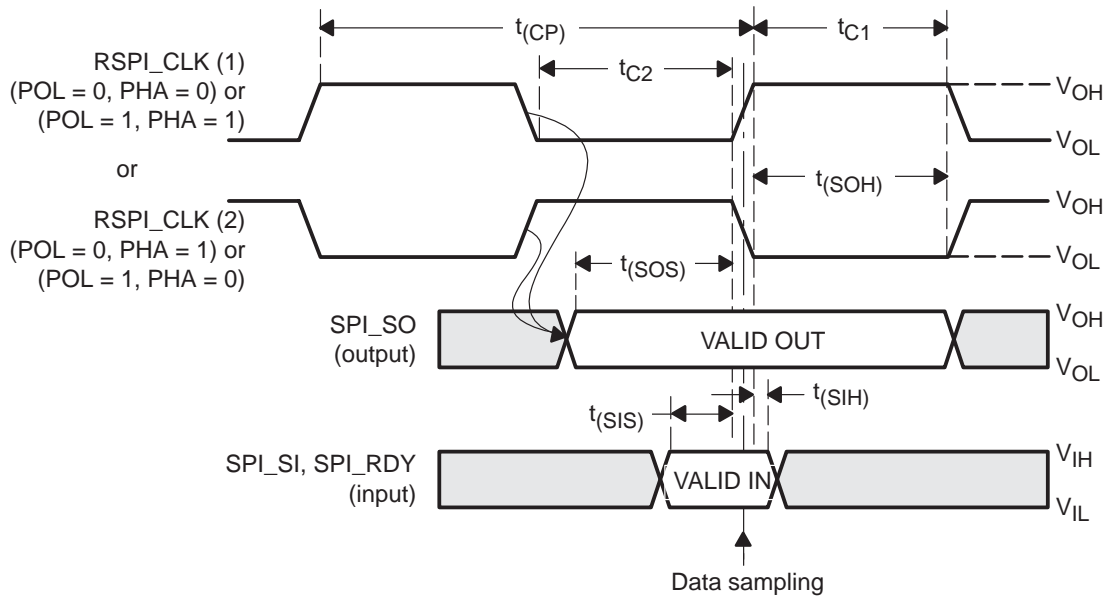 t(CP)
tC1
RSPI_CLK (1)
(POL = 0, PHA = 0) or
(POL = 1, PHA = 1)
tC2
VOH
VOL
or
t(SOH)
RSPI_CLK (2)
(POL = 0, PHA = 1) or
(POL = 1, PHA = 0)
VOH
VOL
t(SOS)
SPI_SO
(output)
VALID OUT
VOH
VOL
t(SIS)
t(SIH)
SPI_SI, SPI_RDY
(input)
VALID IN
VIH
VIL
Data sampling